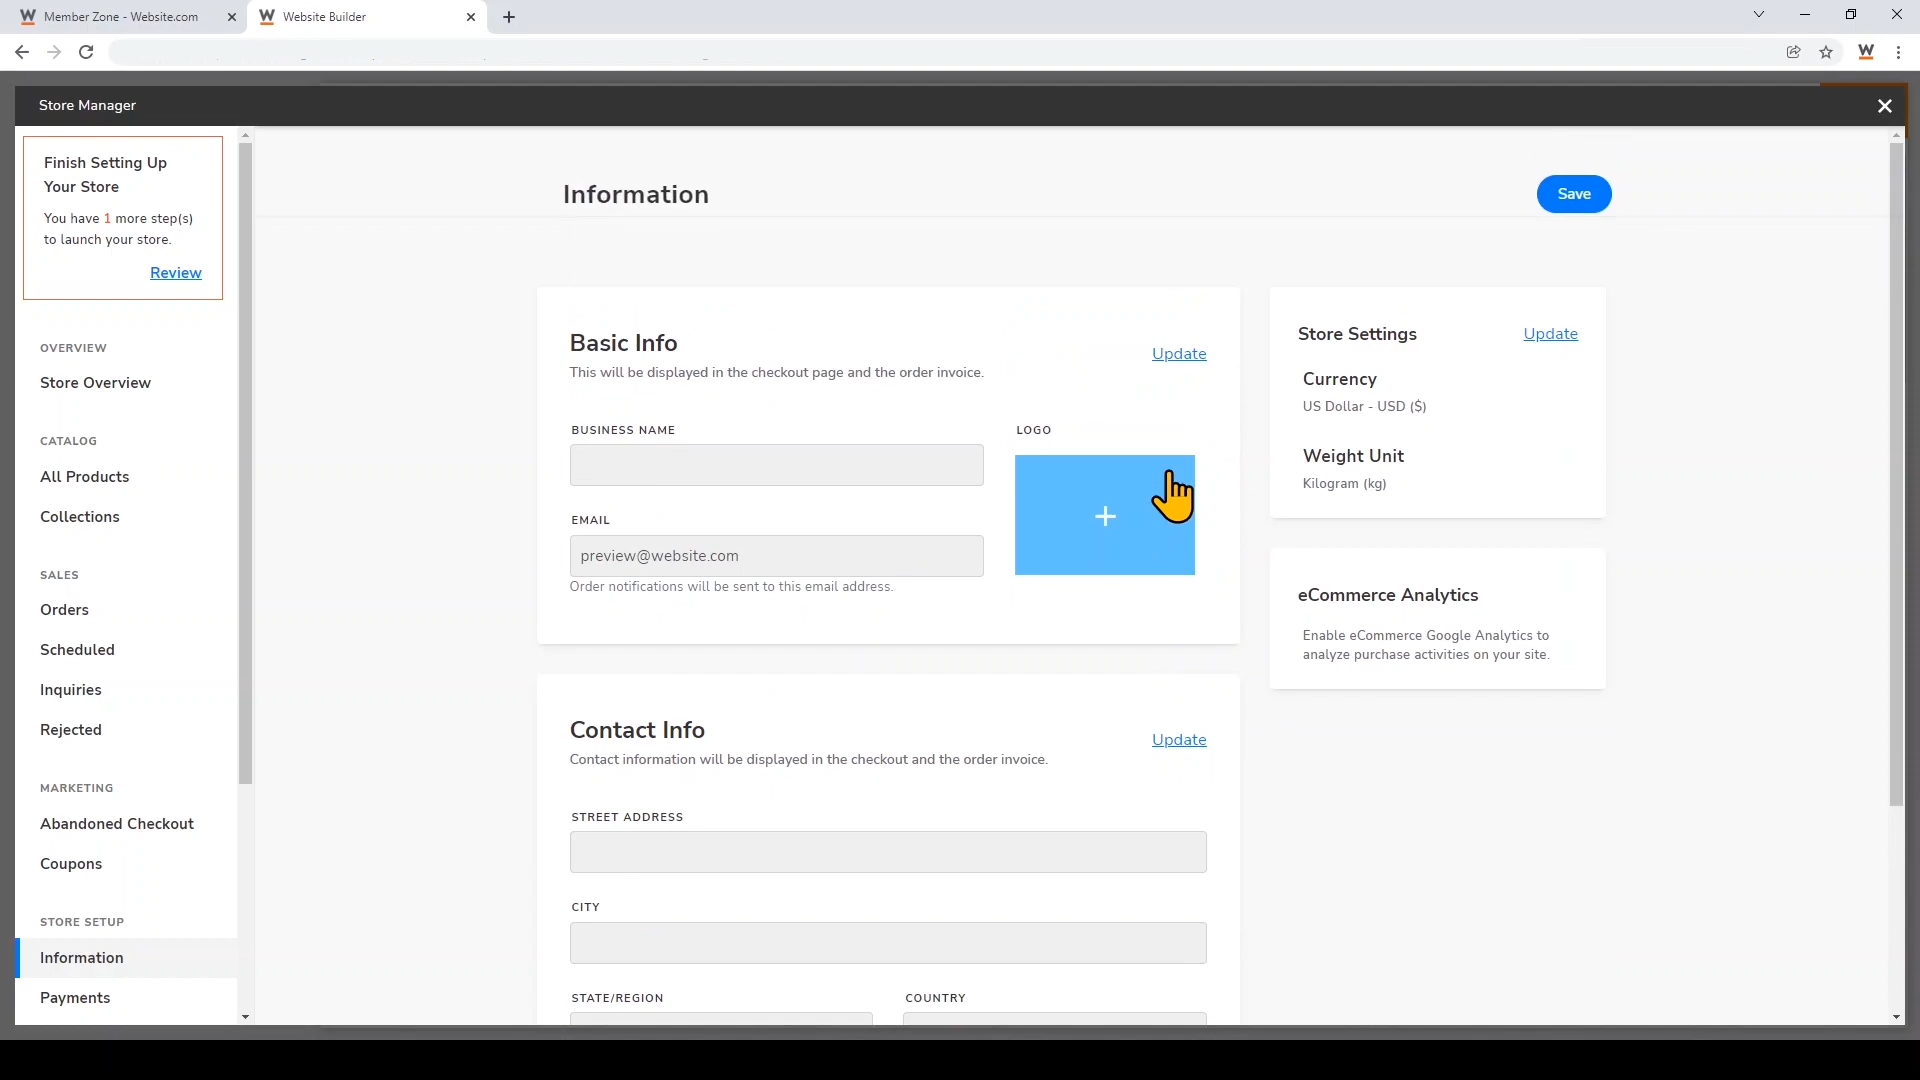 Member Zone - Website.com
Website Builder
Store Manager
Finish Setting Up
Your Store
You have 1 more step(s)
to launch your store.
Review
OVERVIEW
Store Overview
CATALOG
All Products
Collections
SALES
Orders
Scheduled
Inquiries
Rejected
MARKETING
Abandoned Checkout
Coupons
STORE SETUP
Information
Payments
Information
Save
Basic Info
Update
This will be displayed in the checkout page and the order invoice.
BUSINESS NAME
LOGO
EMAIL
preview@website.com
Order notifications will be sent to this email address.
Contact Info
Update
Contact information will be displayed in the checkout and the order invoice.
STREET ADDRESS
CITY
STATE/REGION
COUNTRY
Store Settings
Update
Currency
US Dollar - USD ($)
Weight Unit
Kilogram (kg)
eCommerce Analytics
Enable eCommerce Google Analytics to
analyze purchase activities on your site.